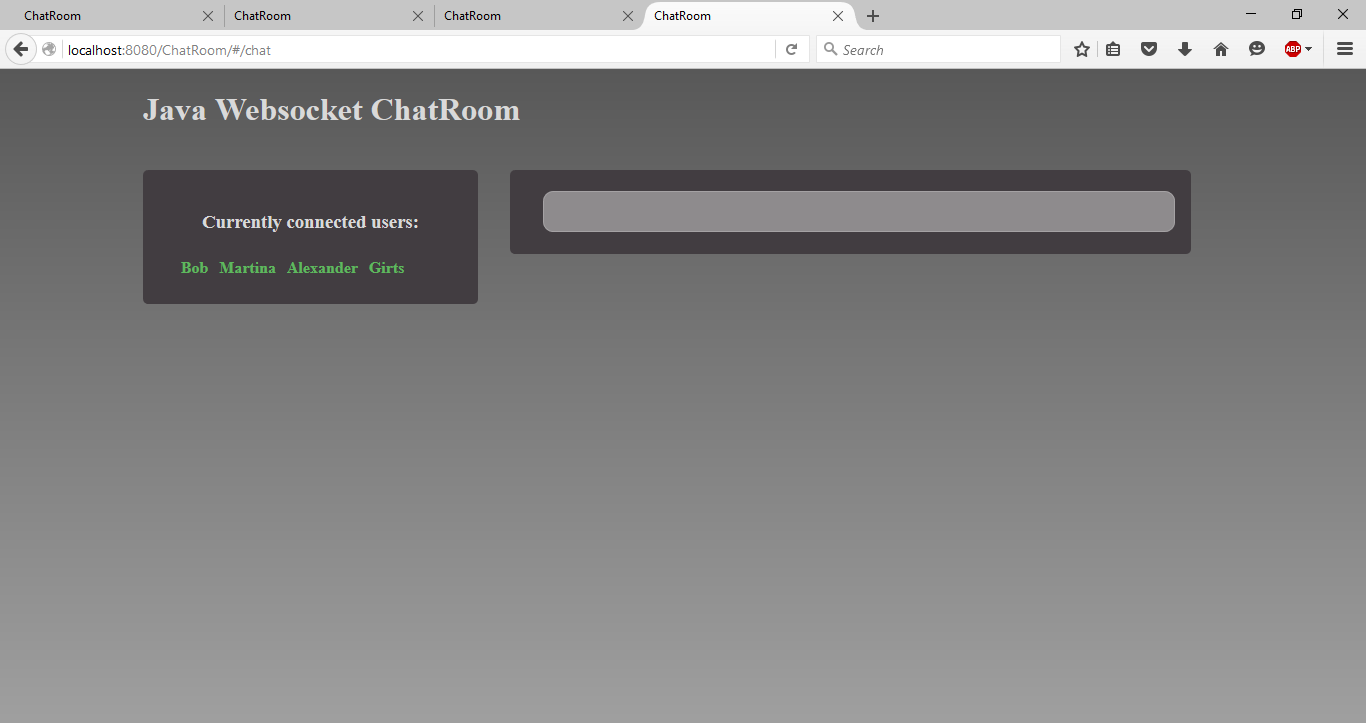 ChatRoom ChatRoom ChatRoom ChatRoom
localhost:8080/ChatRoom/#/chat Search ABP
Java Websocket ChatRoom
Currently connected users:
Bob Martina Alexander Girts